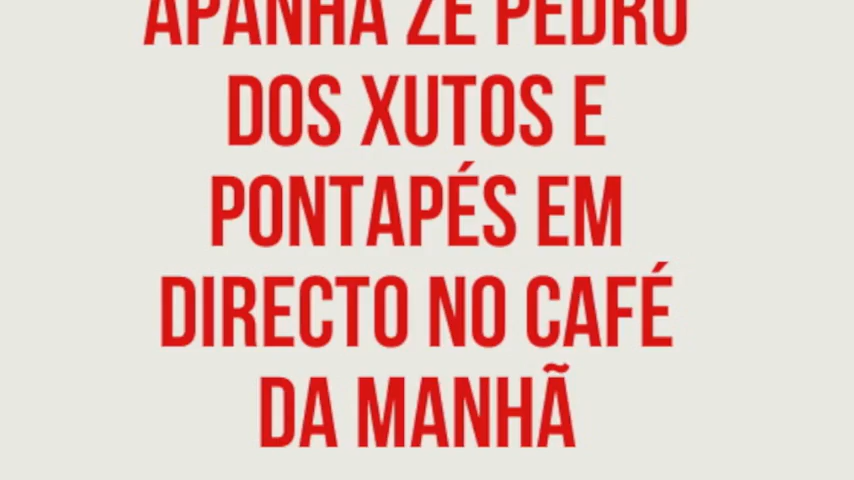 APANHA ZÉ PEDRO
DOS XUTOS E
PONTAPÉS EM
DIRECTO NO CAFÉ
DA MANHÃ